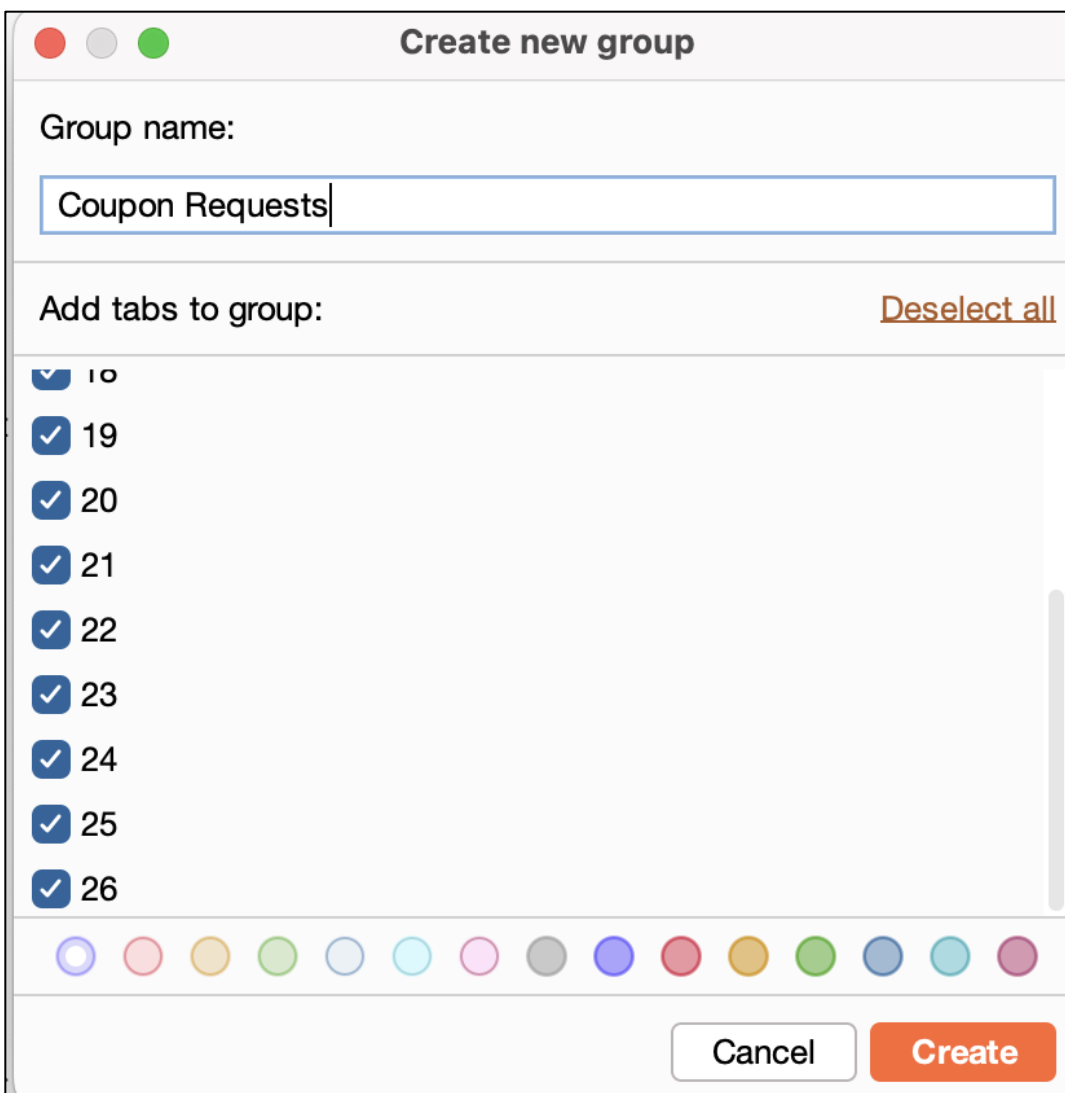 Create new group
Group name:
Coupon Requests
Add tabs to group: Deselect all
18
19
20
21
22
23
24
25
26
Cancel Create